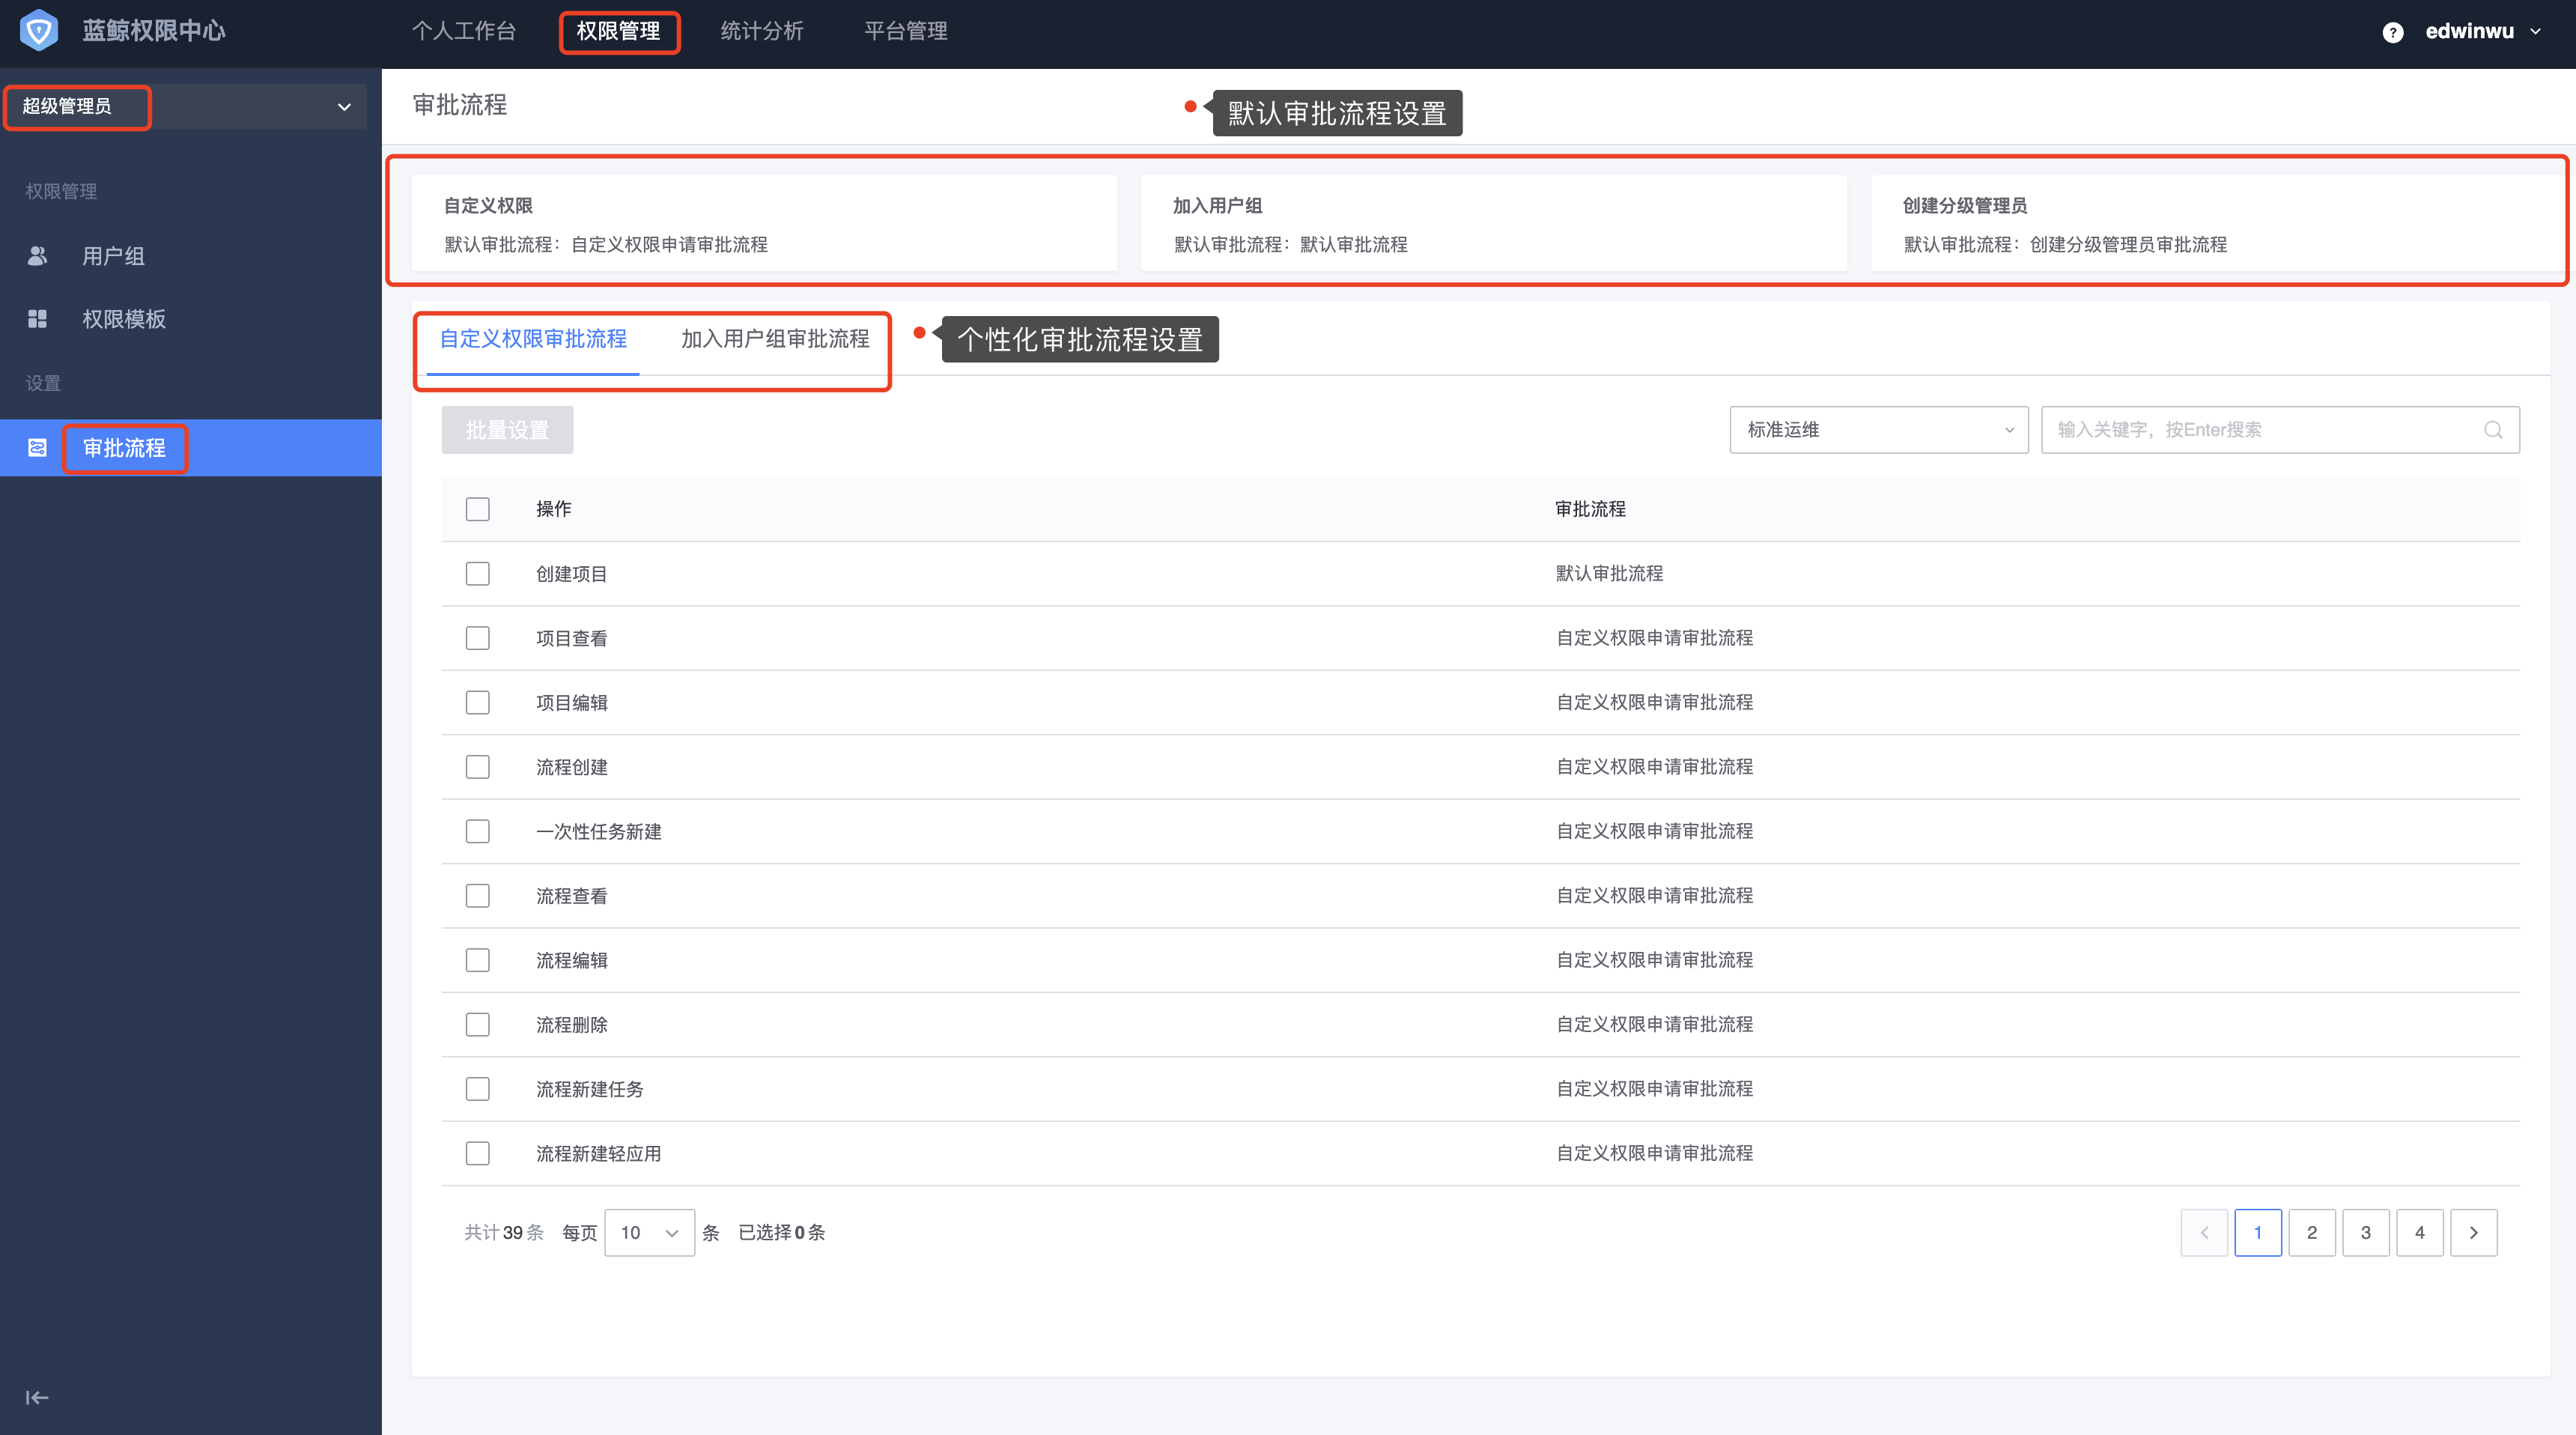 蓝鲸权限中心
个人工作台 权限管理 统计分析 平台管理
? edwinwu
超级管理员
权限管理
用户组
权限模板
设置
审批流程
审批流程
默认审批流程设置
自定义权限
默认审批流程：自定义权限申请审批流程
加入用户组
默认审批流程：默认审批流程
创建分级管理员
默认审批流程：创建分级管理员审批流程
自定义权限审批流程 加入用户组审批流程
个性化审批流程设置
批量设置
标准运维
输入关键字，按Enter搜索
操作 审批流程
创建项目 默认审批流程
项目查看 自定义权限申请审批流程
项目编辑 自定义权限申请审批流程
流程创建 自定义权限申请审批流程
一次性任务新建 自定义权限申请审批流程
流程查看 自定义权限申请审批流程
流程编辑 自定义权限申请审批流程
流程删除 自定义权限申请审批流程
流程新建任务 自定义权限申请审批流程
流程新建轻应用 自定义权限申请审批流程
共计 39 条 每页 10 条 已选择 0 条
1 2 3 4